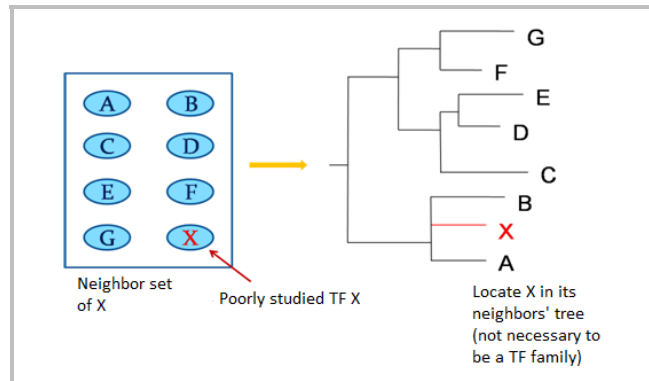 A B
C D
E F
G X
Neighbor set
of X
Poorly studied TF X
G
F
E
D
C
B
X
A
Locate X in its
neighbors' tree
(not necessary to
be a TF family)